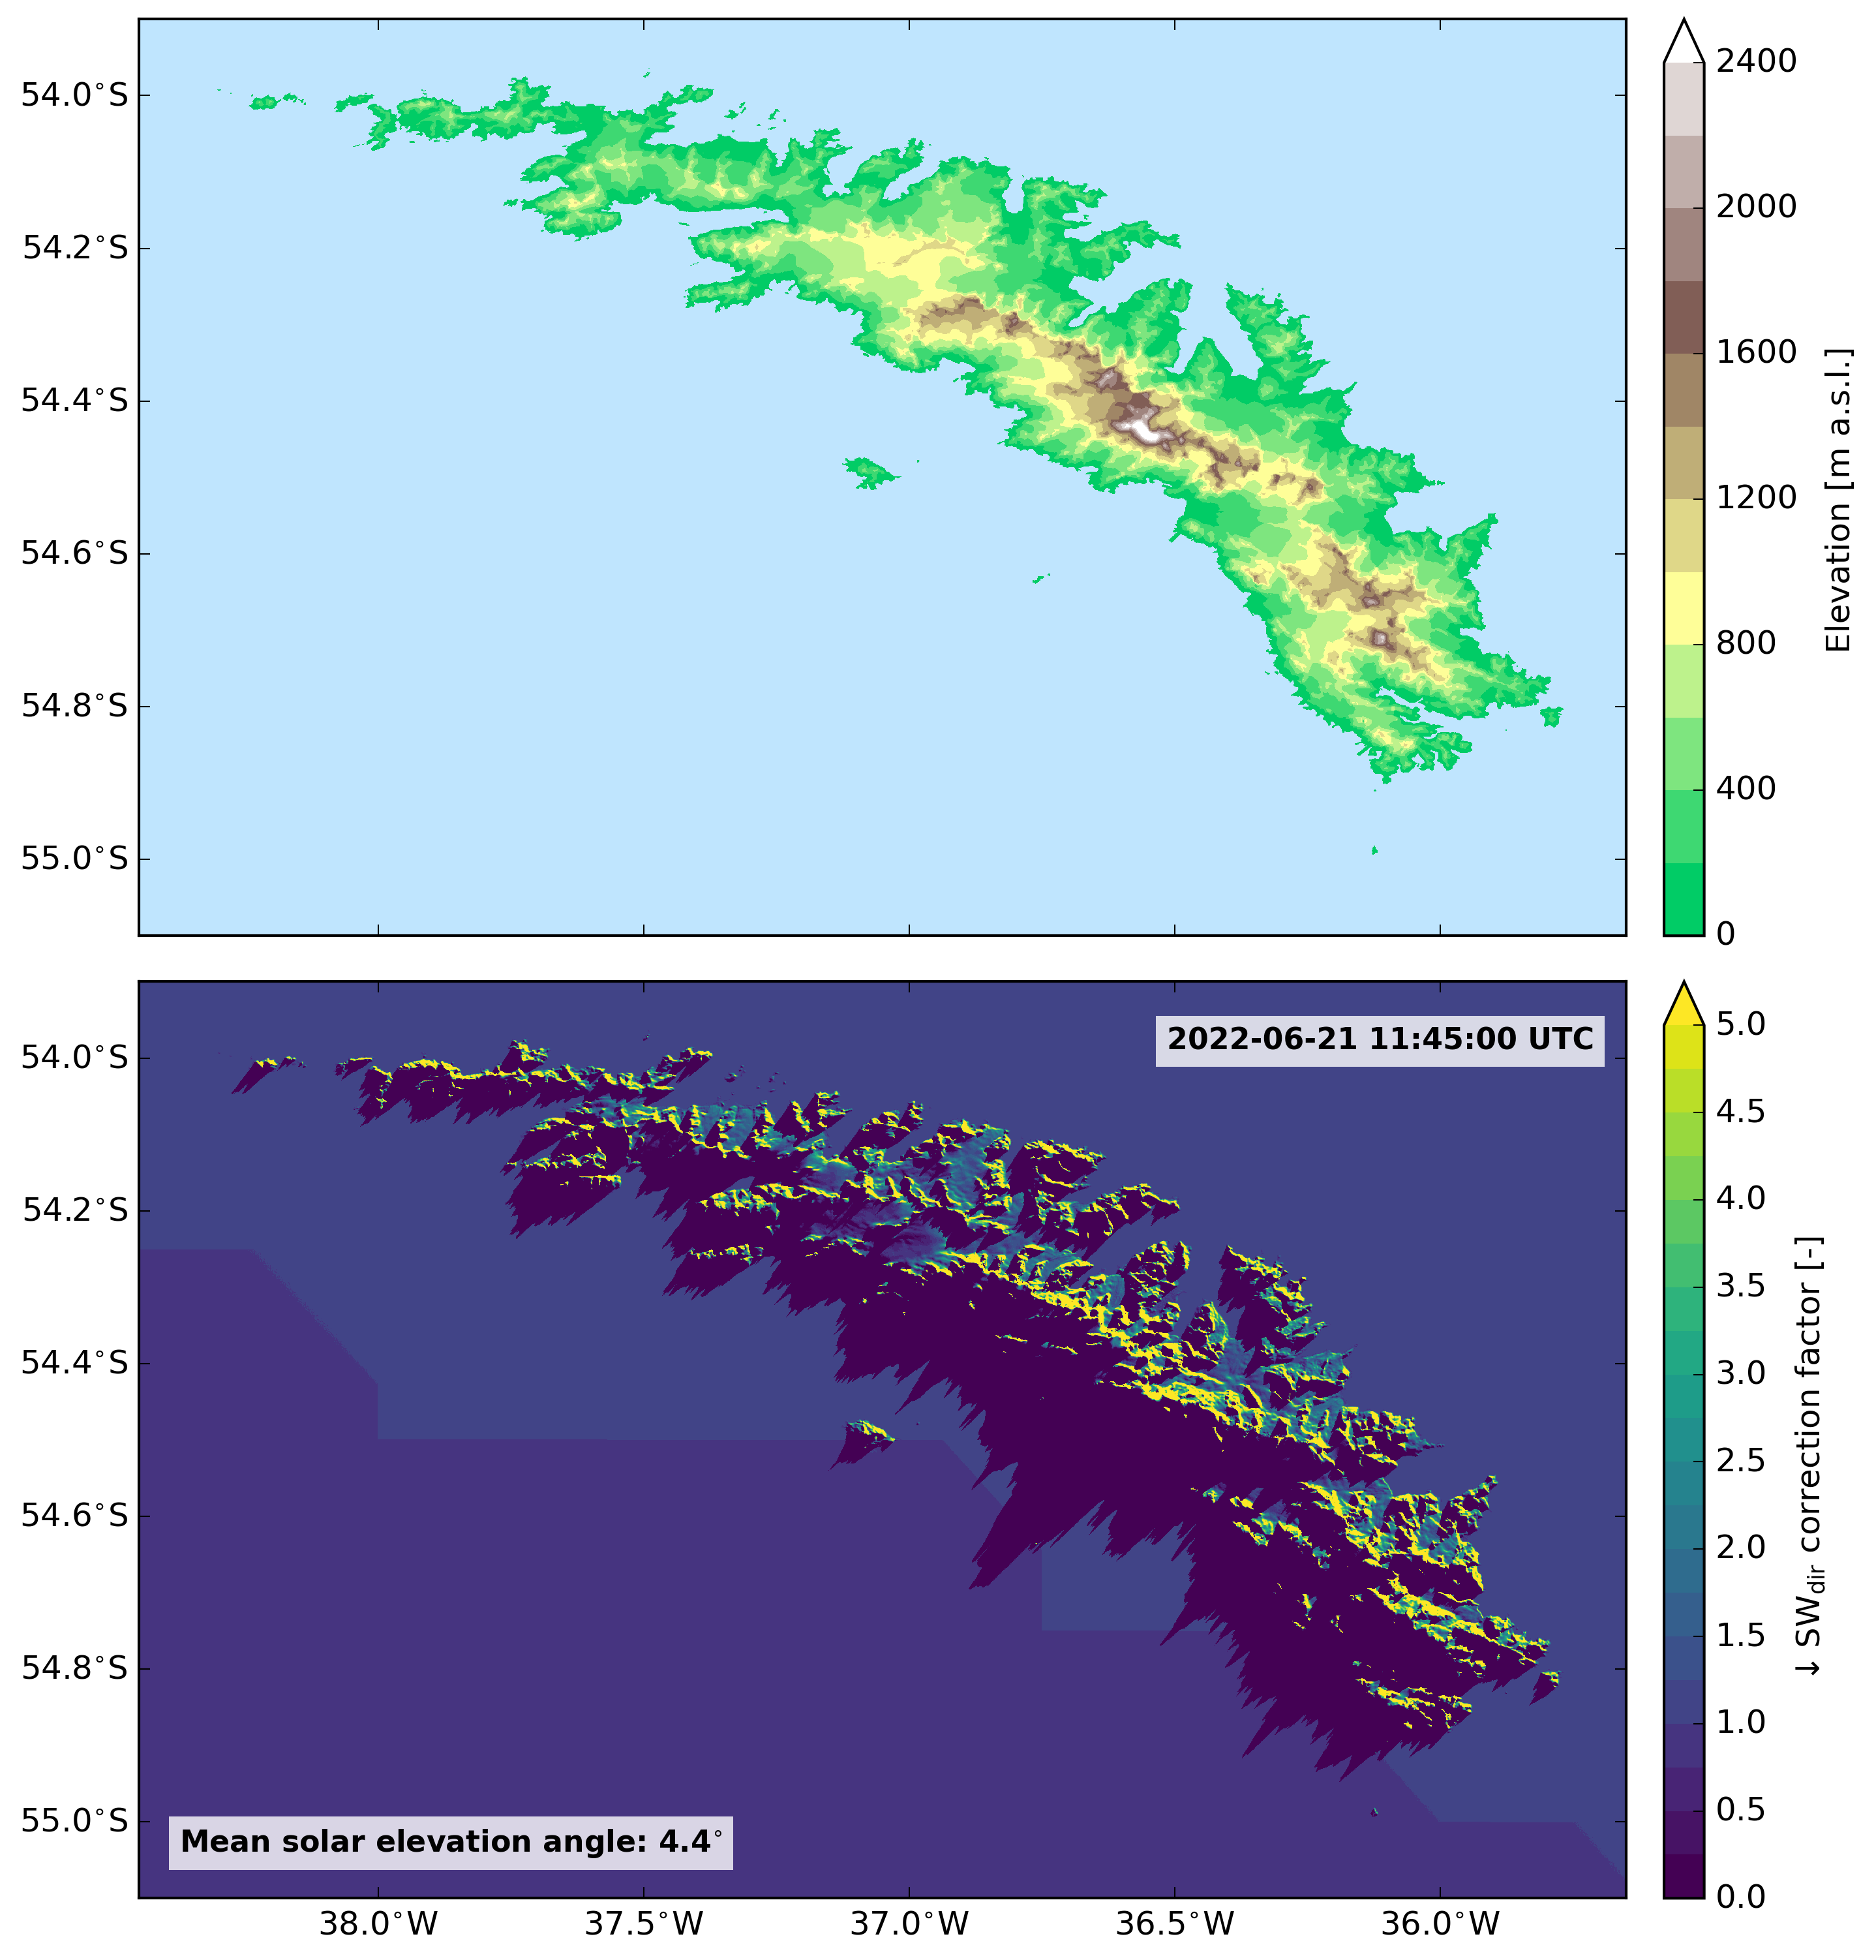 54.0°S
54.2°S
54.4°S
54.6°S
54.8°S
55.0°S
2400
2000
1600
1200
800
400
0
Elevation [m a.s.l.]
2022-06-21 11:45:00 UTC
54.0°S
54.2°S
54.4°S
54.6°S
54.8°S
55.0°S
Mean solar elevation angle: 4.4°
38.0°W
37.5°W
37.0°W
36.5°W
36.0°W
5.0
4.5
4.0
3.5
3.0
2.5
2.0
1.5
1.0
0.5
0.0
↓ SWdir correction factor [-]